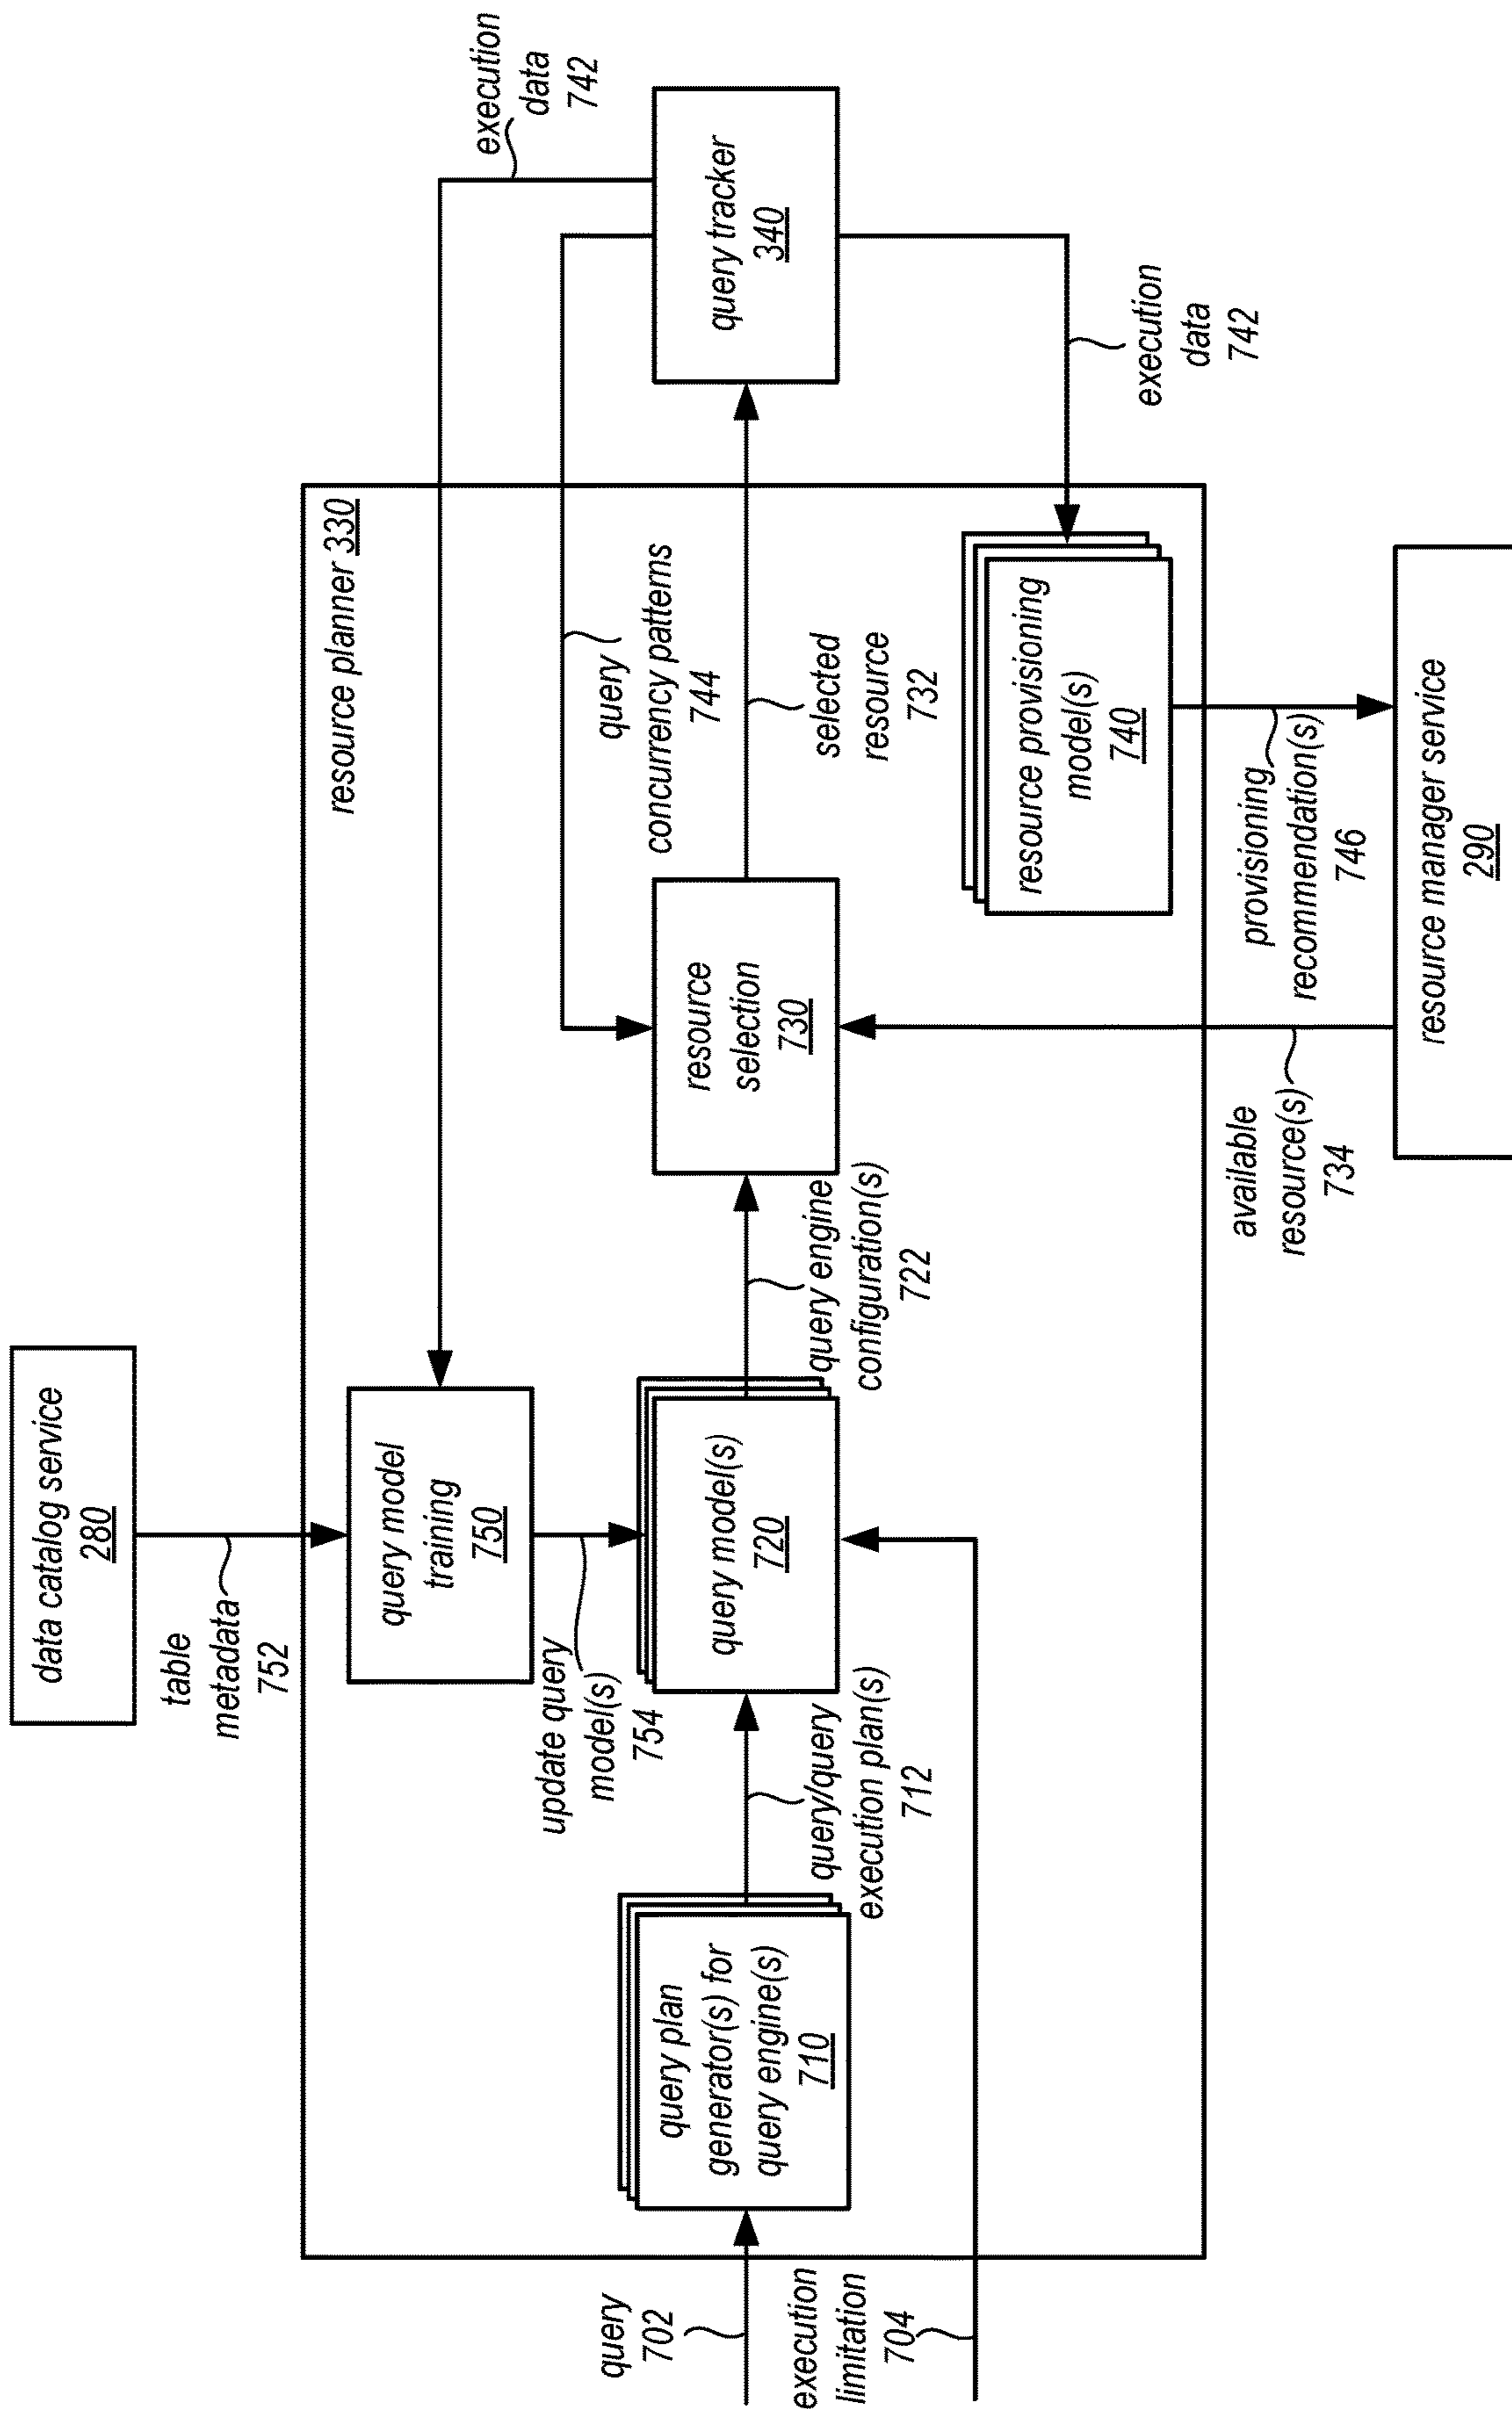 data catalog service
280
table
metadata
752
resource planner 330
execution
data
742
query model
training
750
update query
model(s)
754
query
concurrency patterns
744
query
702
query plan
generator(s) for
query engine(s)
710
query/query
execution plan(s)
712
query model(s)
720
query engine
configuration(s)
722
resource
selection
730
selected
resource
732
query tracker
340
execution
limitation
704
resource provisioning
model(s)
740
execution
data
742
available
resource(s)
734
provisioning
recommendation(s)
746
resource manager service
290